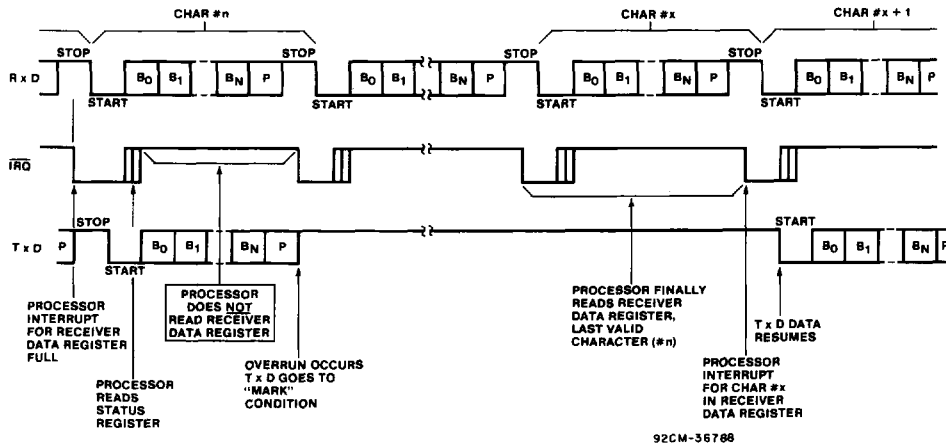 CHAR #n CHAR #x CHAR #x + 1
STOP STOP STOP STOP
R x D B0 B1 BN P B0 B1 BN P B0 B1 BN P B0 B1 BN P
START START START START
IRQ
STOP START
T x D P B0 B1 BN P B0 B1 BN P
START
PROCESSOR
INTERRUPT
FOR RECEIVER
DATA REGISTER
FULL
PROCESSOR
READS
STATUS
REGISTER
PROCESSOR
DOES NOT
READ RECEIVER
DATA REGISTER
OVERRUN OCCURS
T x D GOES TO
"MARK"
CONDITION
PROCESSOR FINALLY
READS RECEIVER
DATA REGISTER,
LAST VALID
CHARACTER (#n)
PROCESSOR
INTERRUPT
FOR CHAR #x
IN RECEIVER
DATA REGISTER
T x D DATA
RESUMES
92CM-36788